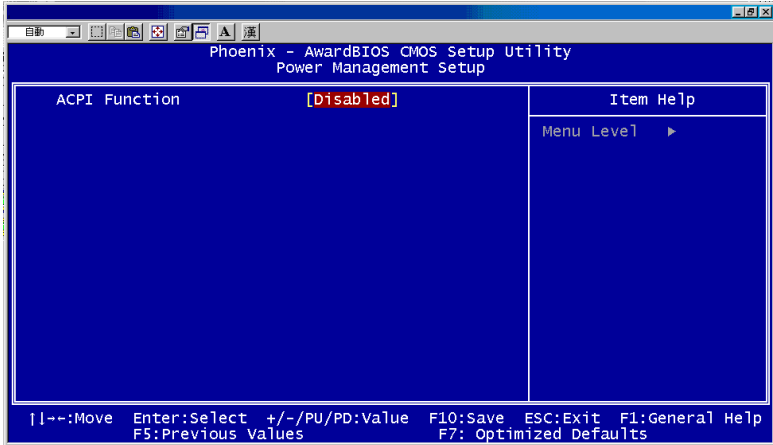 自動 A 漢
Phoenix - AwardBIOS CMOS Setup Utility
Power Management Setup
ACPI Function [Disabled] Item Help
Menu Level ►
↑↓→←:Move Enter:Select +/-/PU/PD:Value F10:Save ESC:Exit F1:General Help
F5:Previous Values F7: Optimized Defaults